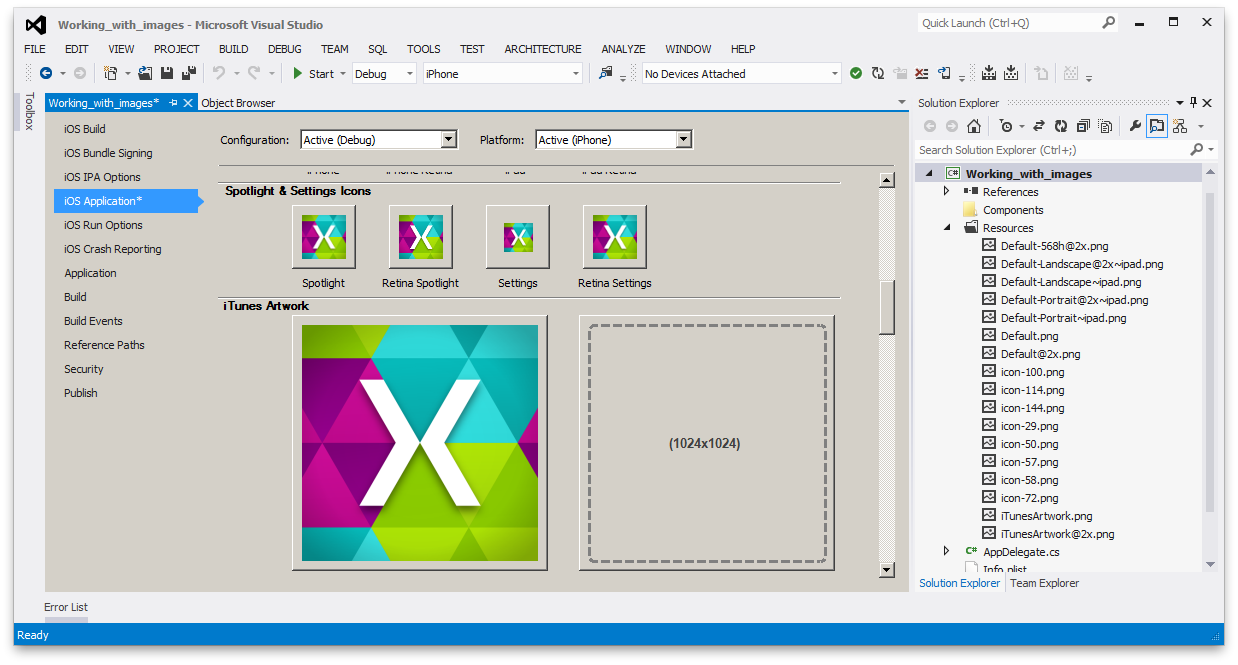 Working_with_images - Microsoft Visual Studio
Quick Launch (Ctrl+Q)
FILE EDIT VIEW PROJECT BUILD DEBUG TEAM SQL TOOLS TEST ARCHITECTURE ANALYZE WINDOW HELP
Start Debug iPhone No Devices Attached
Toolbox
Working_with_images* Object Browser
iOS Build
iOS Bundle Signing
iOS IPA Options
iOS Application*
iOS Run Options
iOS Crash Reporting
Application
Build
Build Events
Reference Paths
Security
Publish
Configuration: Active (Debug) Platform: Active (iPhone)
iPhone iPhone Retina iPad iPad Retina
Spotlight & Settings Icons
X X X X
Spotlight Retina Spotlight Settings Retina Settings
iTunes Artwork
X
(1024x1024)
Solution Explorer
Search Solution Explorer (Ctrl+;)
C# Working_with_images
References
Components
Resources
Default-568h@2x.png
Default-Landscape@2x~ipad.png
Default-Landscape~ipad.png
Default-Portrait@2x~ipad.png
Default-Portrait~ipad.png
Default.png
Default@2x.png
icon-100.png
icon-114.png
icon-144.png
icon-29.png
icon-50.png
icon-57.png
icon-58.png
icon-72.png
iTunesArtwork.png
iTunesArtwork@2x.png
C# AppDelegate.cs
Info.plist
Solution Explorer Team Explorer
Error List
Ready